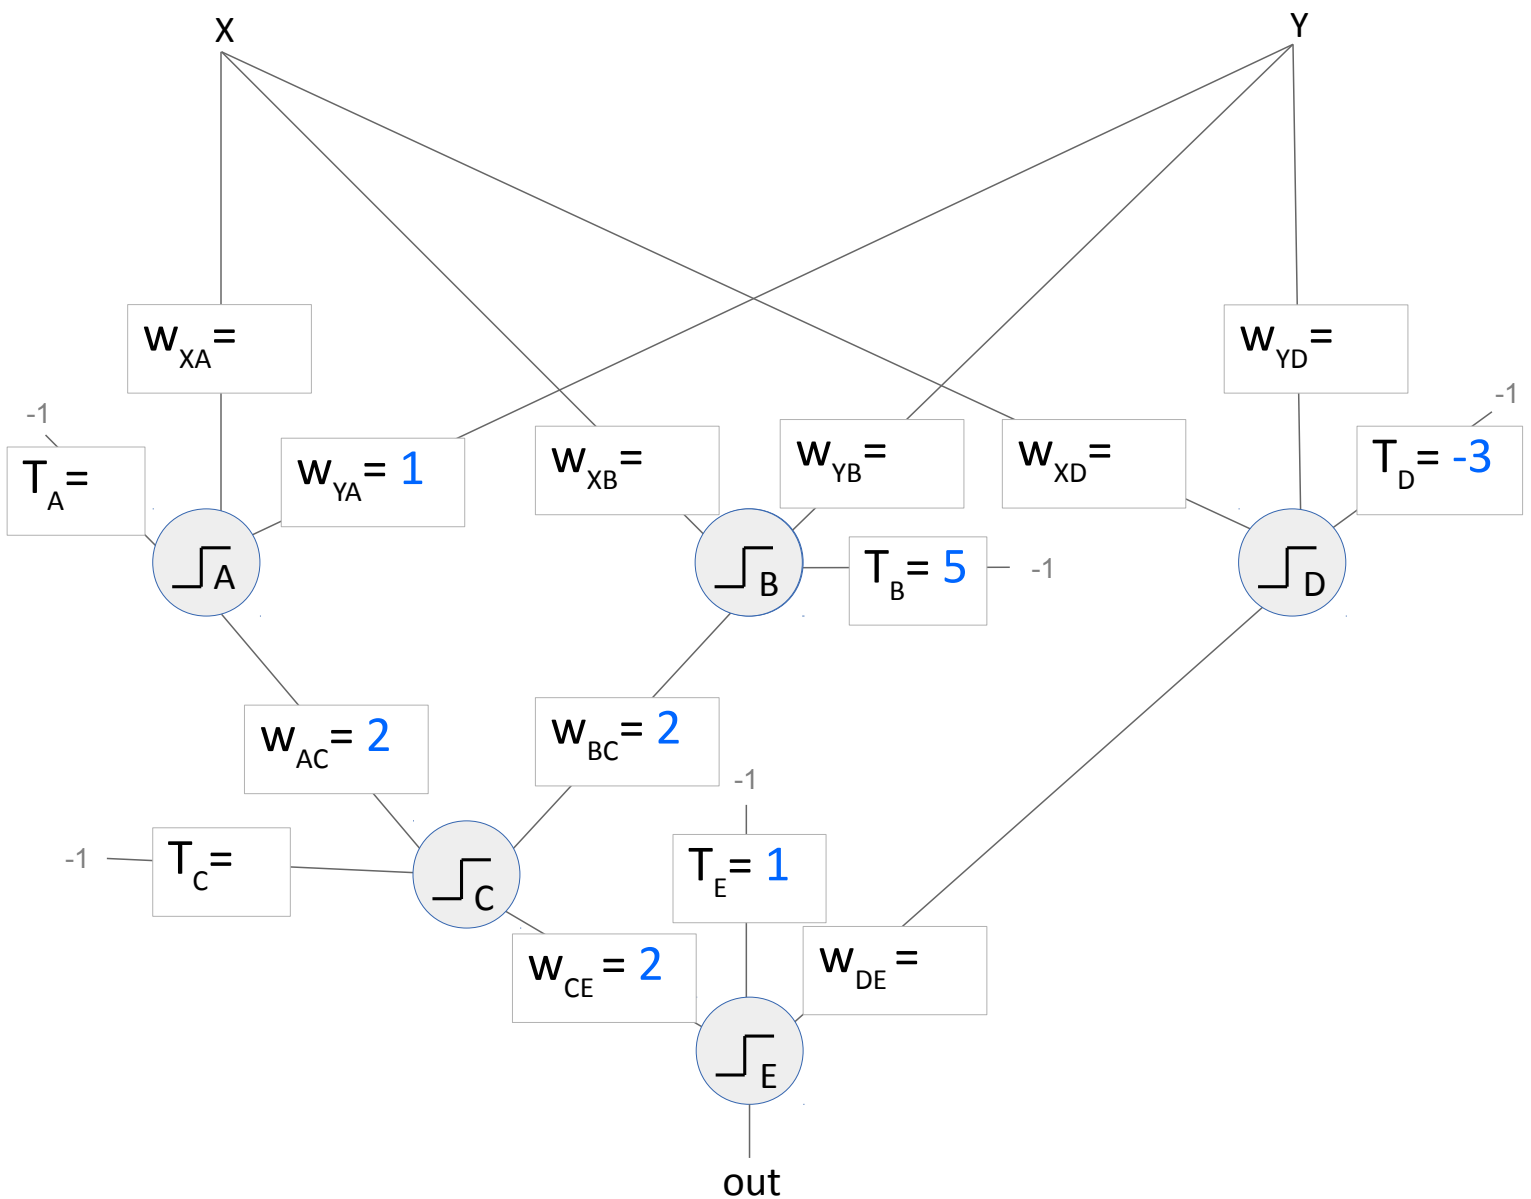 X
Y
wXA=
wYD=
-1
-1
TA=
wYA= 1
wXB=
wYB=
wXD=
TD= -3
A
B
TB= 5
-1
D
wAC= 2
wBC= 2
-1
-1
TC=
TE= 1
C
wCE = 2
wDE =
E
out